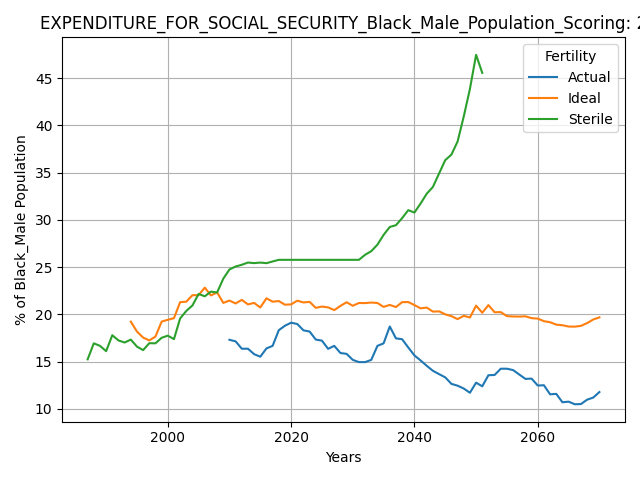 EXPENDITURE_FOR_SOCIAL_SECURITY_Black_Male_Population_Scoring: 2
Fertility
Actual
Ideal
Sterile
% of Black_Male Population
45
40
35
30
25
20
15
10
2000 2020 2040 2060
Years